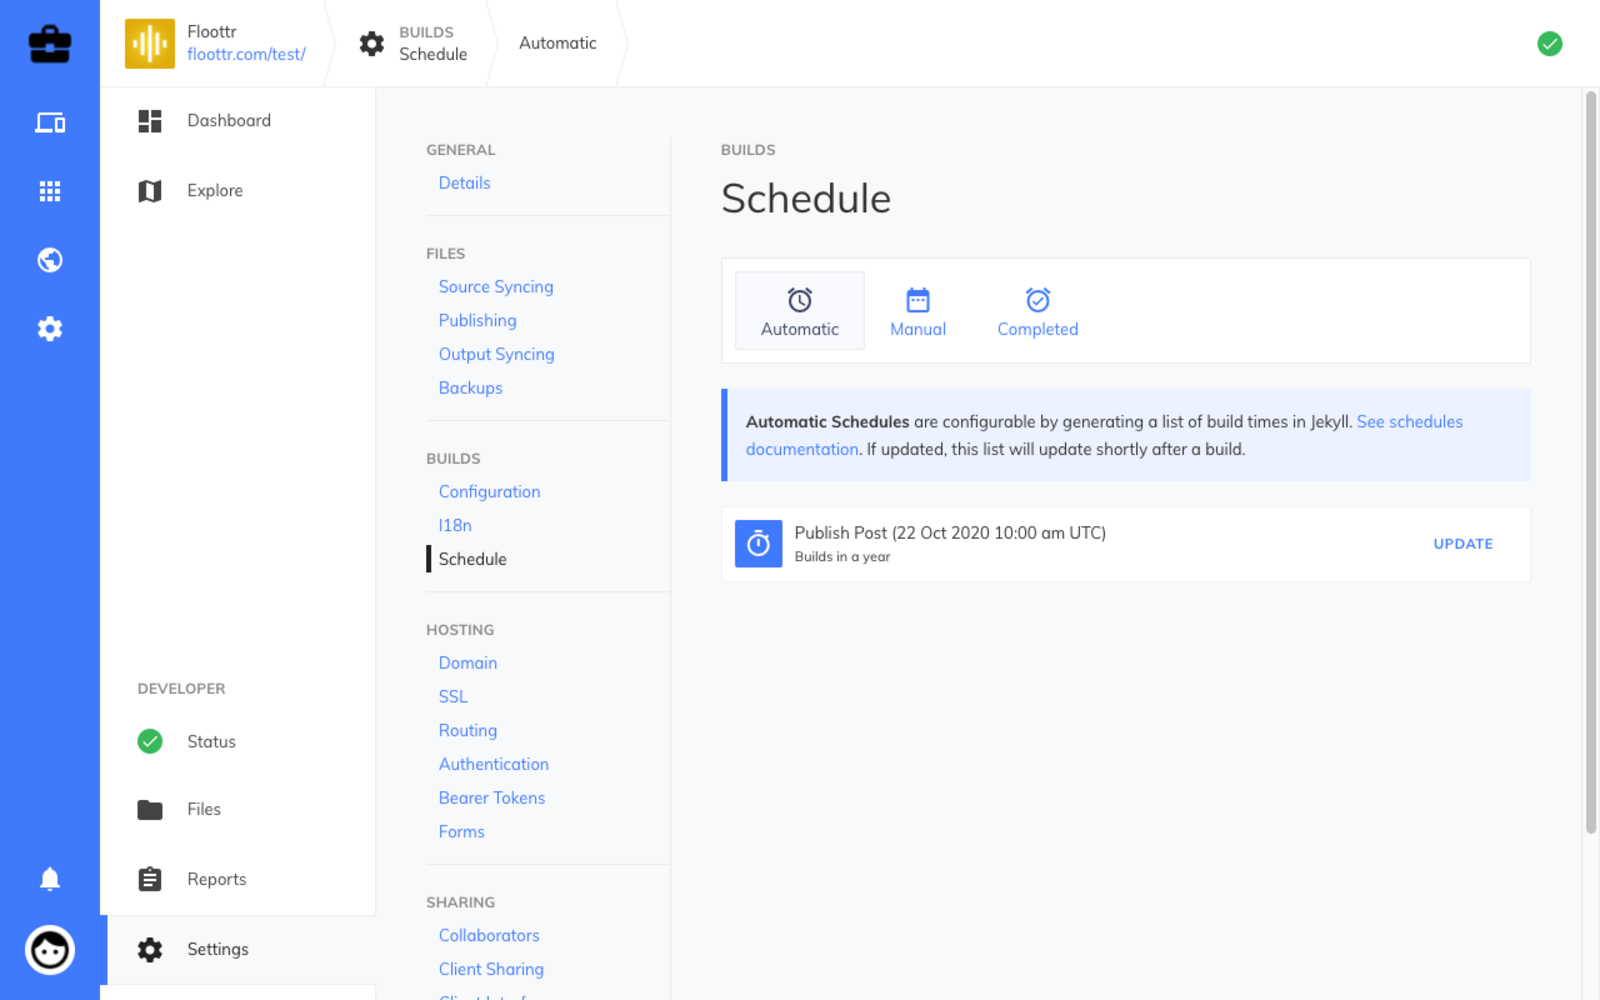 Floottr
floottr.com/test/
BUILDS
Schedule
Automatic
Dashboard
Explore
DEVELOPER
Status
Files
Reports
Settings
GENERAL
Details
FILES
Source Syncing
Publishing
Output Syncing
Backups
BUILDS
Configuration
I18n
Schedule
HOSTING
Domain
SSL
Routing
Authentication
Bearer Tokens
Forms
SHARING
Collaborators
Client Sharing
BUILDS
Schedule
Automatic
Manual
Completed
Automatic Schedules are configurable by generating a list of build times in Jekyll. See schedules
documentation. If updated, this list will update shortly after a build.
Publish Post (22 Oct 2020 10:00 am UTC)
Builds in a year
UPDATE